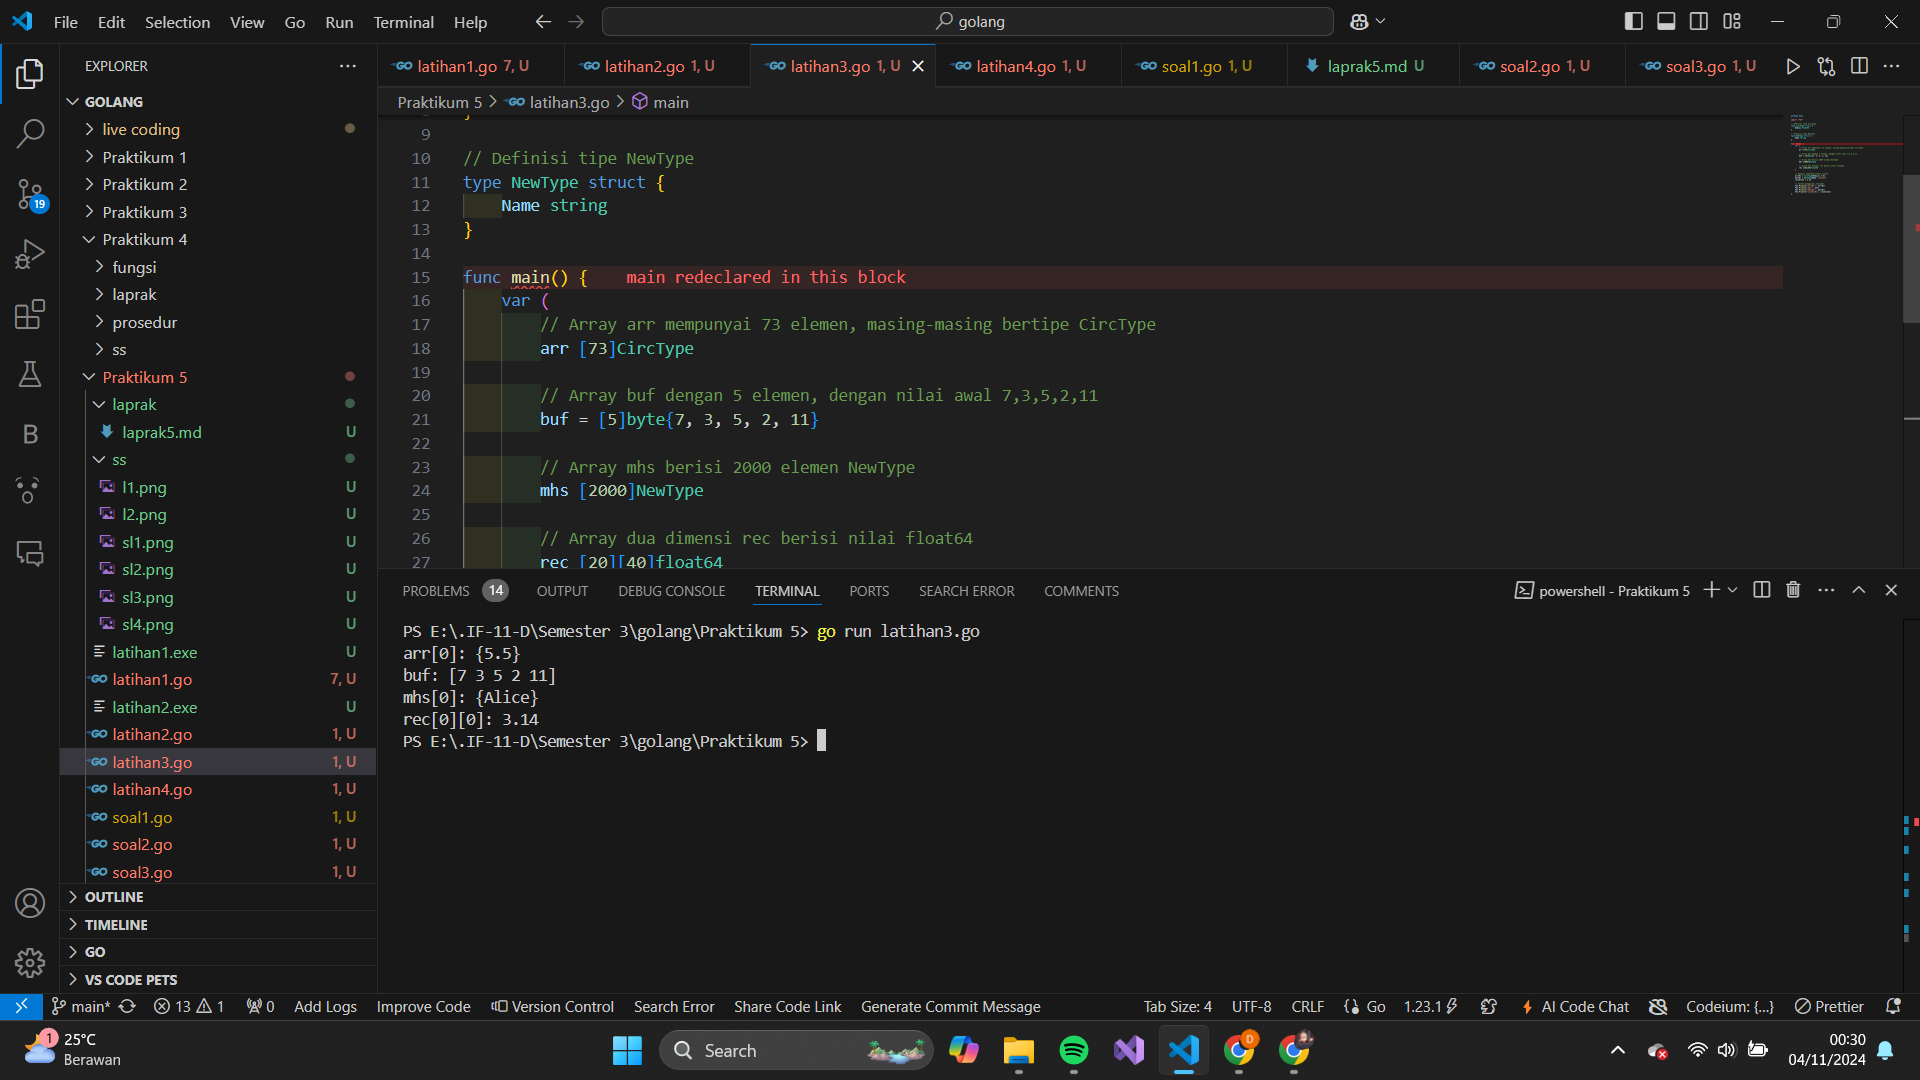 File Edit Selection View Go Run Terminal Help
golang
EXPLORER
GOLANG
live coding
Praktikum 1
Praktikum 2
Praktikum 3
Praktikum 4
fungsi
laprak
prosedur
ss
Praktikum 5
laprak
laprak5.md U
ss
l1.png U
l2.png U
sl1.png U
sl2.png U
sl3.png U
sl4.png U
latihan1.exe U
latihan1.go 7, U
latihan2.exe U
latihan2.go 1, U
latihan3.go 1, U
latihan4.go 1, U
soal1.go 1, U
soal2.go 1, U
soal3.go 1, U
OUTLINE
TIMELINE
GO
VS CODE PETS
19
B
latihan1.go 7, U latihan2.go 1, U latihan3.go 1, U latihan4.go 1, U soal1.go 1, U laprak5.md U soal2.go 1, U soal3.go 1, U
Praktikum 5 > latihan3.go > main
9
10 // Definisi tipe NewType
11 type NewType struct {
12 Name string
13 }
14
15 func main() { main redeclared in this block
16 var (
17 // Array arr mempunyai 73 elemen, masing-masing bertipe CircType
18 arr [73]CircType
19
20 // Array buf dengan 5 elemen, dengan nilai awal 7,3,5,2,11
21 buf = [5]byte{7, 3, 5, 2, 11}
22
23 // Array mhs berisi 2000 elemen NewType
24 mhs [2000]NewType
25
26 // Array dua dimensi rec berisi nilai float64
27 rec [20][40]float64
PROBLEMS 14 OUTPUT DEBUG CONSOLE TERMINAL PORTS SEARCH ERROR COMMENTS
powershell - Praktikum 5
PS E:\.IF-11-D\Semester 3\golang\Praktikum 5> go run latihan3.go
arr[0]: {5.5}
buf: [7 3 5 2 11]
mhs[0]: {Alice}
rec[0][0]: 3.14
PS E:\.IF-11-D\Semester 3\golang\Praktikum 5>
main* 13 1 0 Add Logs Improve Code Version Control Search Error Share Code Link Generate Commit Message Tab Size: 4 UTF-8 CRLF {} Go 1.23.1 AI Code Chat Codeium: {...} Prettier
1
25°C
Berawan
Search
D
00:30
04/11/2024